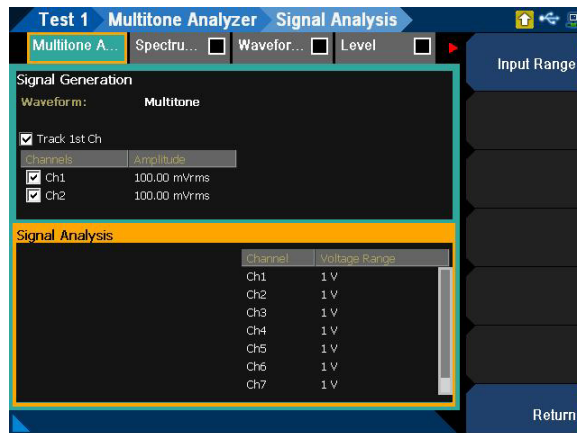 Test 1 Multitone Analyzer Signal Analysis
Multitone A... Spectru... Wavefor... Level
Input Range
Signal Generation
Waveform: Multitone
Track 1st Ch
Channels Amplitude
Ch1 100.00 mVrms
Ch2 100.00 mVrms
Signal Analysis
Channel Voltage Range
Ch1 1 V
Ch2 1 V
Ch3 1 V
Ch4 1 V
Ch5 1 V
Ch6 1 V
Ch7 1 V
Return